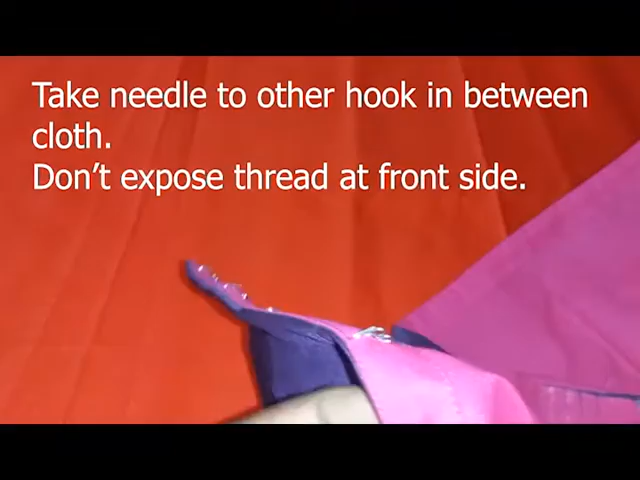 Take needle to other hook in between
cloth.
Don't expose thread at front side.